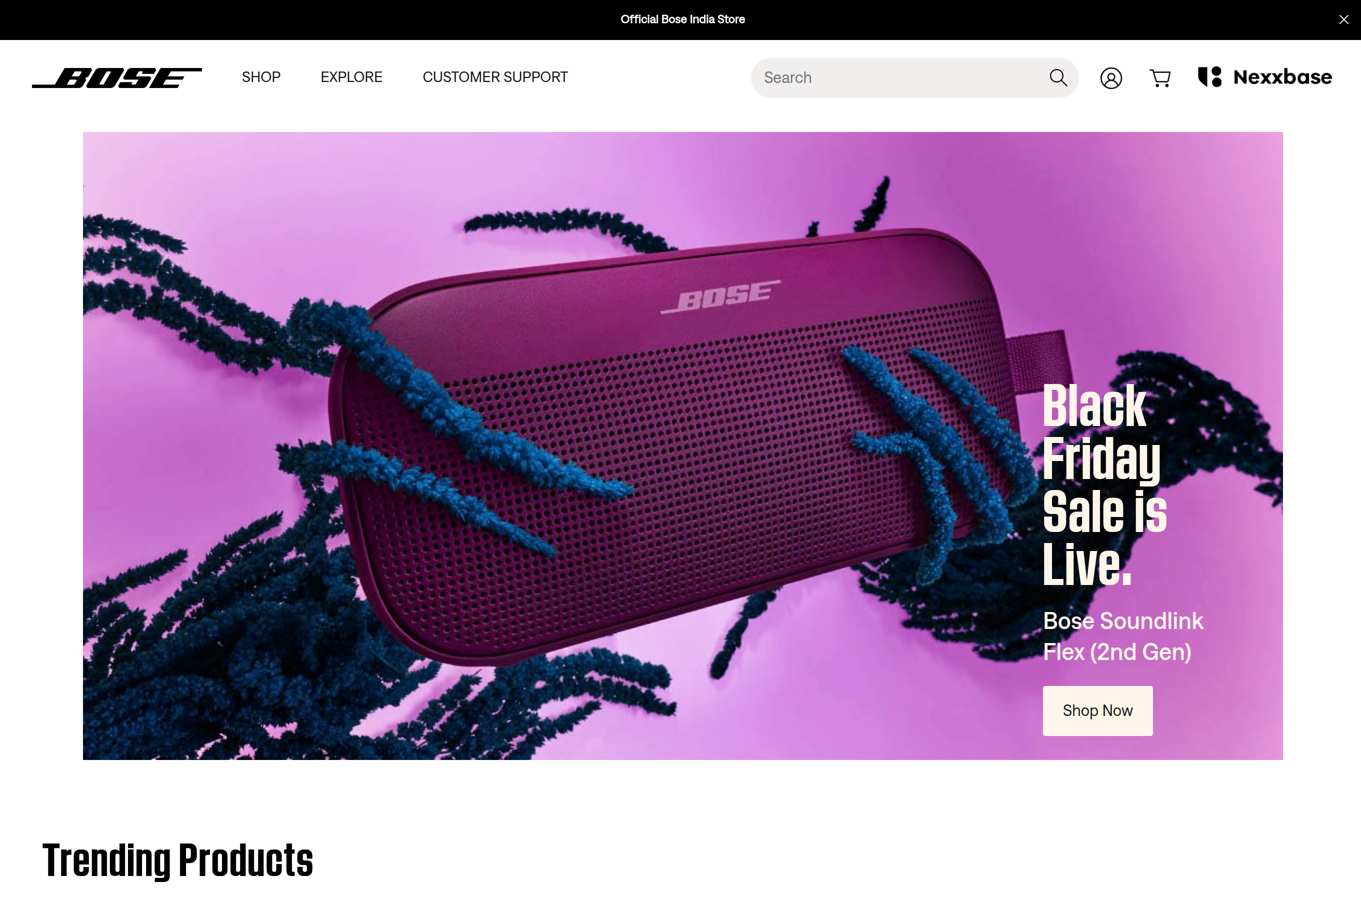 Official Bose India Store
BOSE
SHOP
EXPLORE
CUSTOMER SUPPORT
Search
Nexxbase
BOSE
Black
Friday
Sale is
Live.
Bose Soundlink
Flex (2nd Gen)
Shop Now
Trending Products